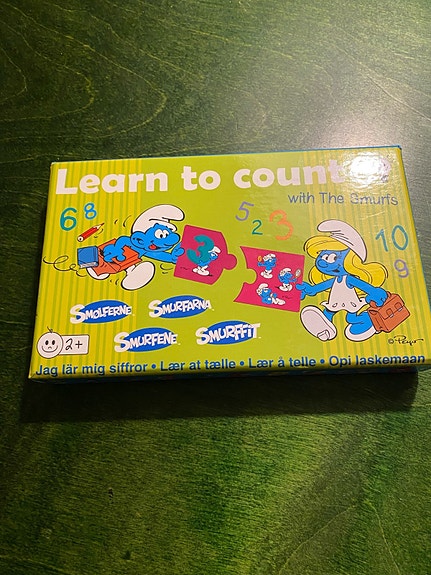 Learn to count
with The Smurfs
6 8
5
2 3
10
9
3
SMØLFERNE SMURFARNA
SMURFENE SMURFFIT
2+
© Peyo
Jag lär mig siffror • Lær at tælle • Lær å telle • Opi laskemaan